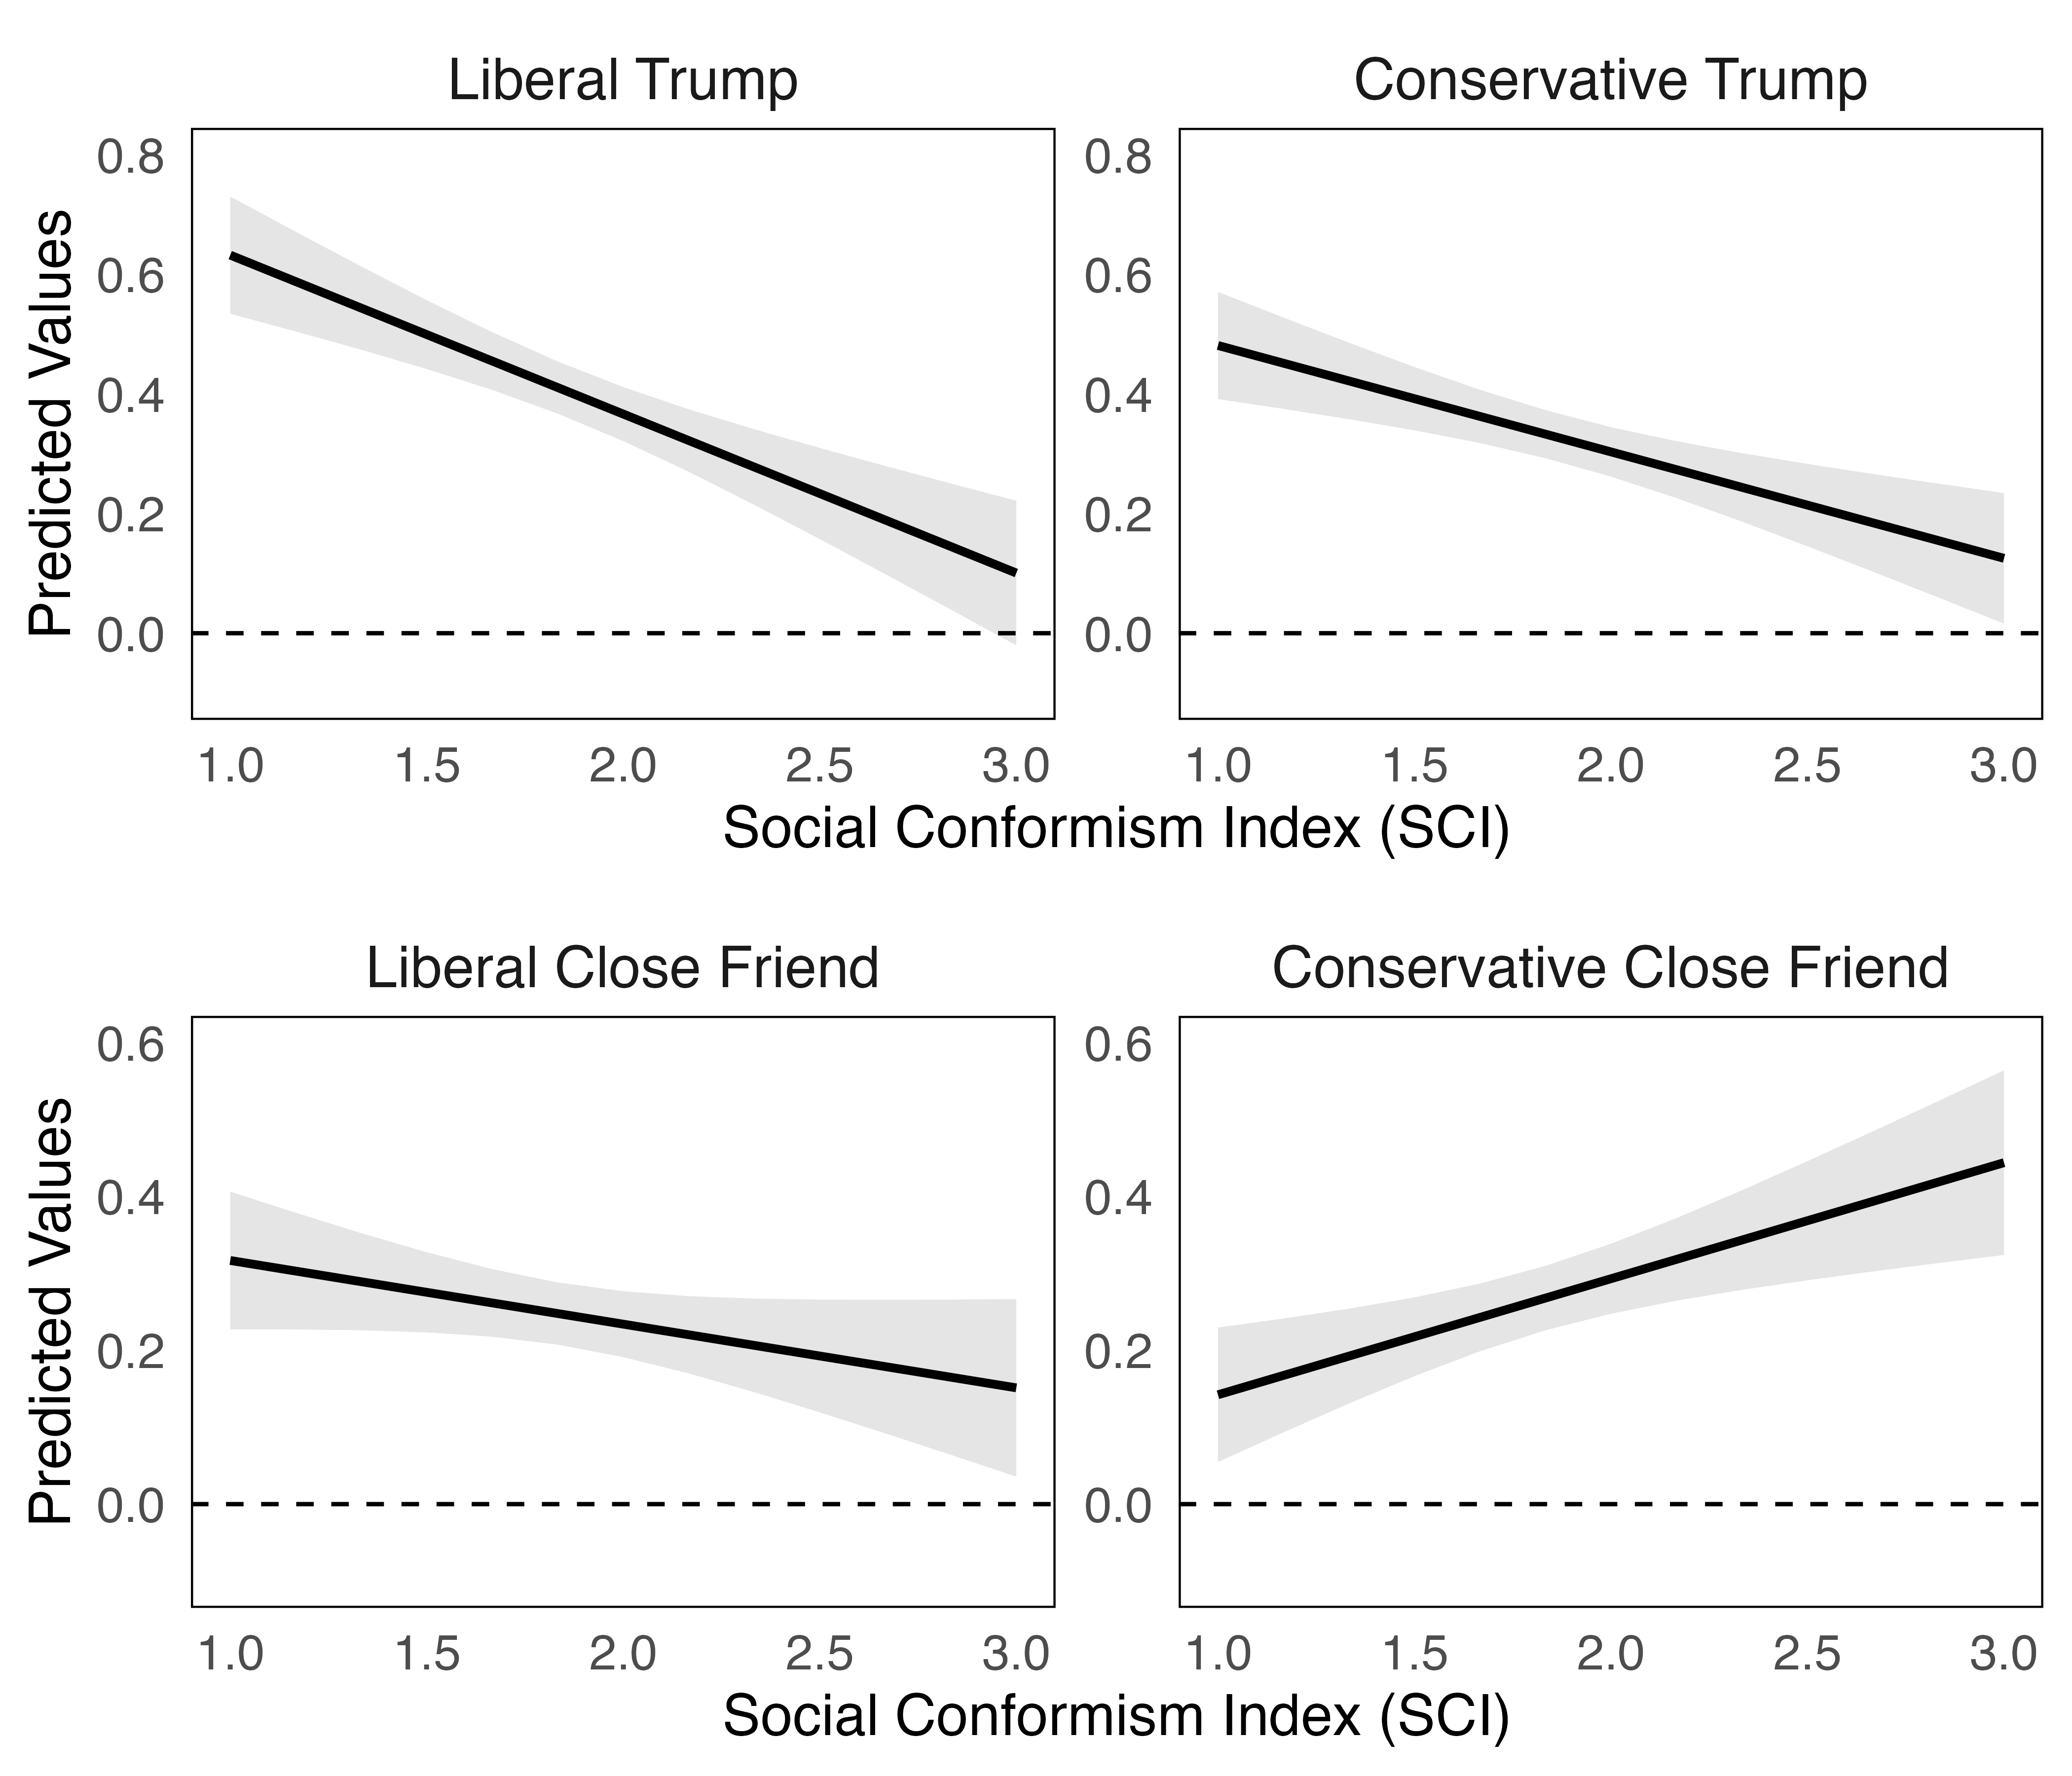 Liberal Trump
Conservative Trump
Predicted Values
0.8
0.6
0.4
0.2
0.0
0.8
0.6
0.4
0.2
0.0
1.0 1.5 2.0 2.5 3.0
1.0 1.5 2.0 2.5 3.0
Social Conformism Index (SCI)
Liberal Close Friend
Conservative Close Friend
Predicted Values
0.6
0.4
0.2
0.0
0.6
0.4
0.2
0.0
1.0 1.5 2.0 2.5 3.0
1.0 1.5 2.0 2.5 3.0
Social Conformism Index (SCI)